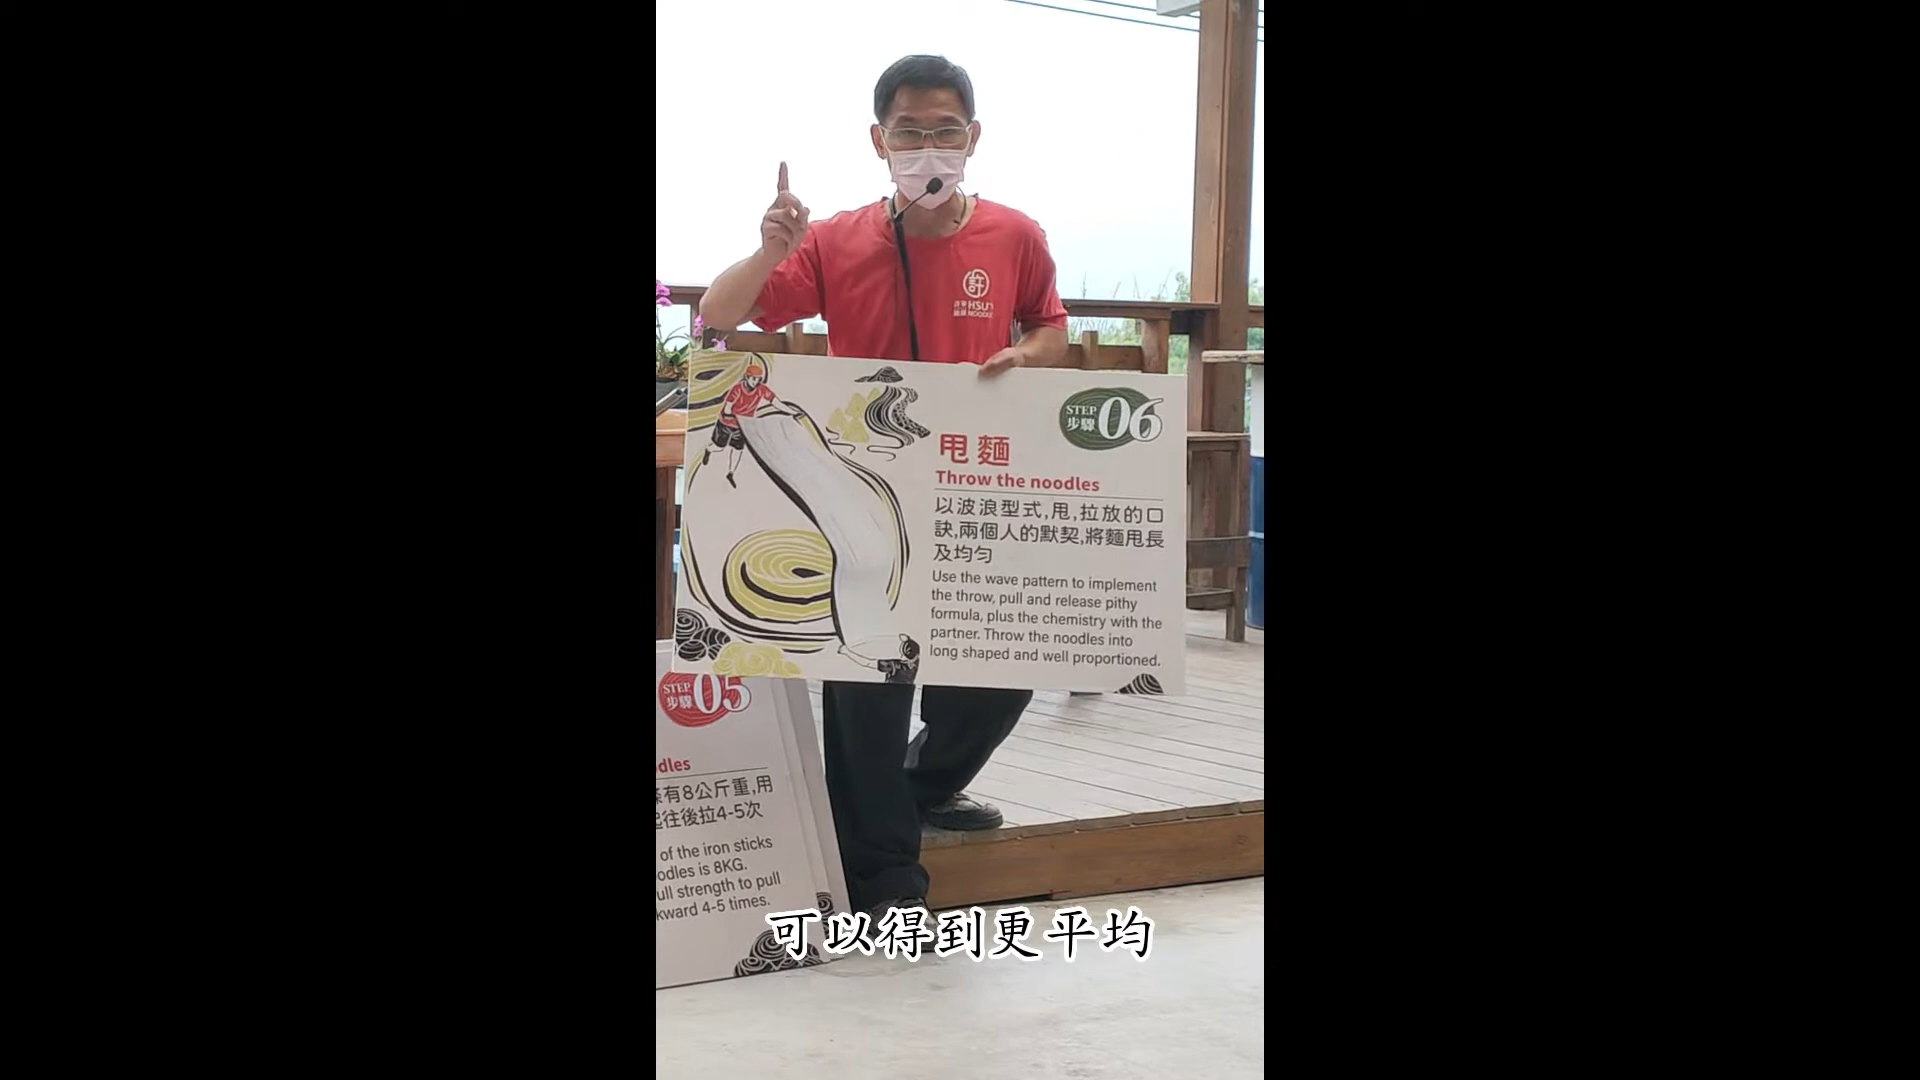 許
許家 HSU'
麵線 NOODLE
STEP
步驟 06
甩麵
Throw the noodles
以波浪型式,甩,拉放的口
訣,兩個人的默契,將麵甩長
及均勻
Use the wave pattern to implement
the throw, pull and release pithy
formula, plus the chemistry with the
partner. Throw the noodles into
long shaped and well proportioned.
STEP
步驟 05
dles
有8公斤重,用
往後拉4-5次
of the iron sticks
odles is 8KG.
ull strength to pull
kward 4-5 times.
可以得到更平均